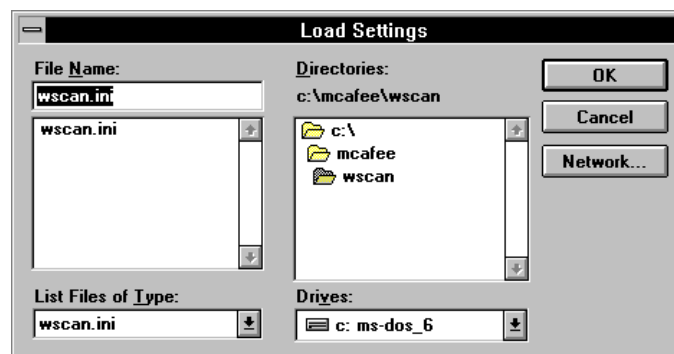 Load Settings
File Name:
wscan.ini
wscan.ini
List Files of Type:
wscan.ini
Directories:
c:\mcafee\wscan
c:\
mcafee
wscan
Drives:
c: ms-dos_6
OK
Cancel
Network...